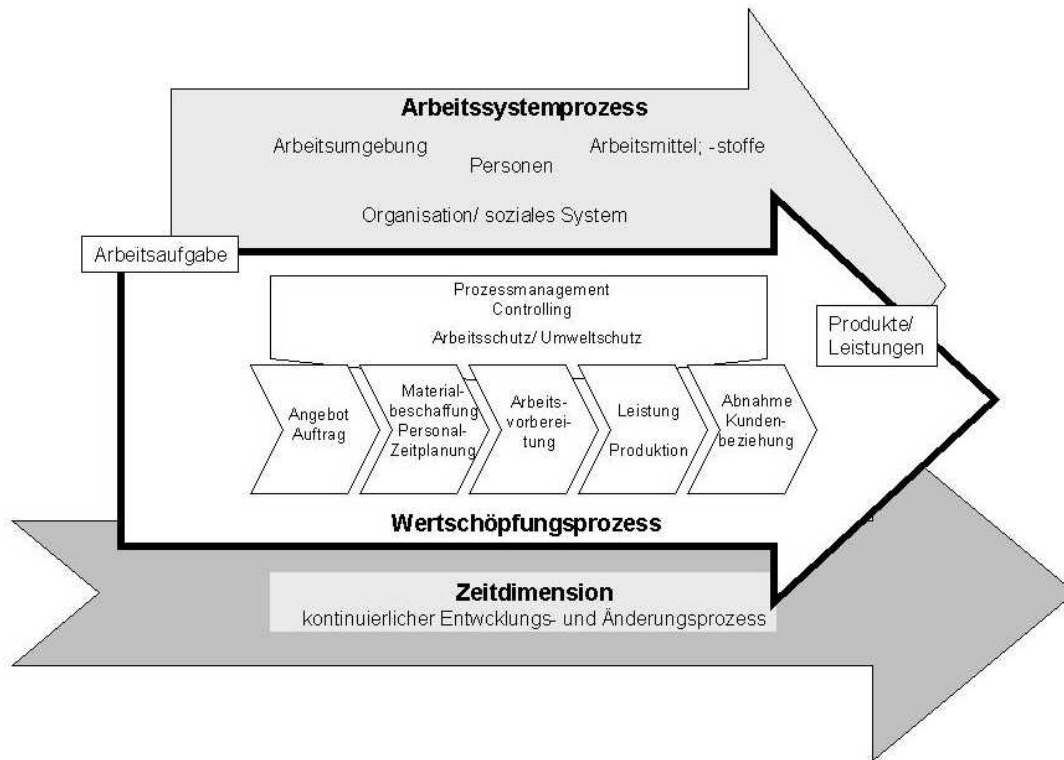 Arbeitssystemprozess
Arbeitsumgebung
Arbeitsmittel; -stoffe
Personen
Organisation/ soziales System
Arbeitsaufgabe
Prozessmanagement
Controlling
Arbeitsschutz/ Umweltschutz
Produkte/
Leistungen
Angebot
Auftrag
Material-
beschaffung
Personal-
Zeitplanung
Arbeits-
vorberei-
tung
Leistung
Produktion
Abnahme
Kunden-
beziehung
Wertschöpfungsprozess
Zeitdimension
kontinuierlicher Entwcklungs- und Änderungsprozess